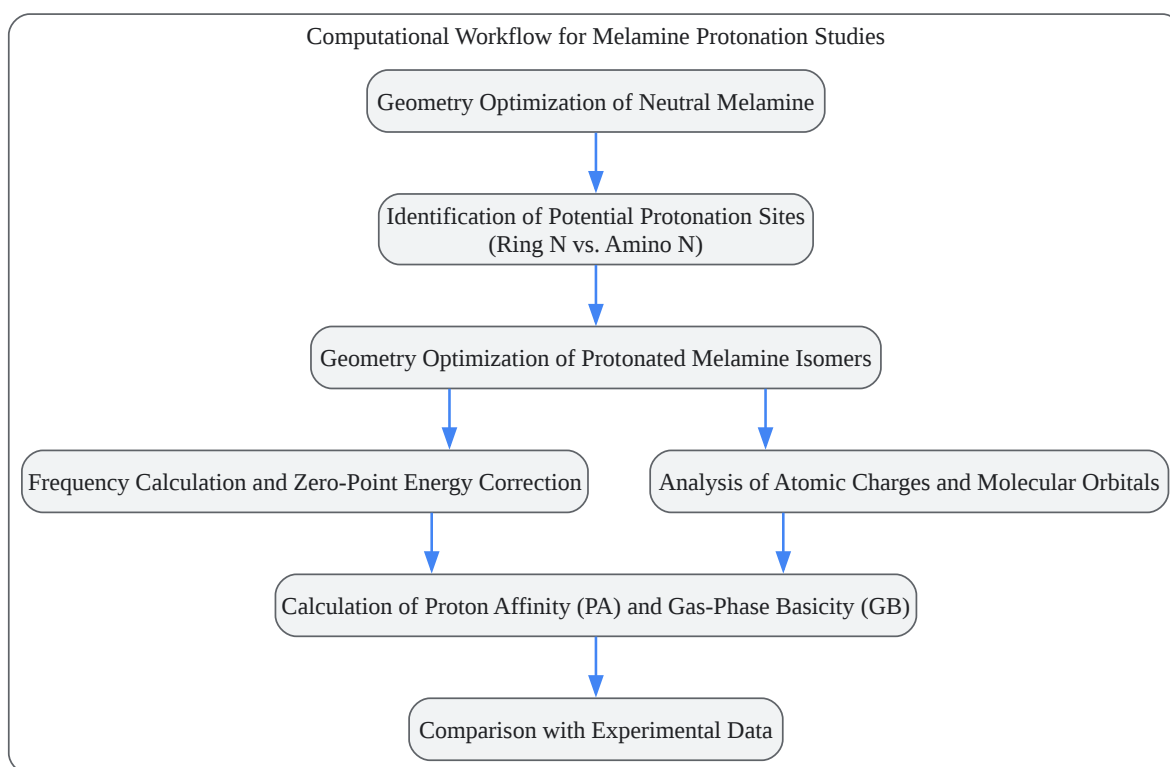 Computational Workflow for Melamine Protonation Studies
Geometry Optimization of Neutral Melamine
Identification of Potential Protonation Sites
(Ring N vs. Amino N)
Geometry Optimization of Protonated Melamine Isomers
Frequency Calculation and Zero-Point Energy Correction
Analysis of Atomic Charges and Molecular Orbitals
Calculation of Proton Affinity (PA) and Gas-Phase Basicity (GB)
Comparison with Experimental Data